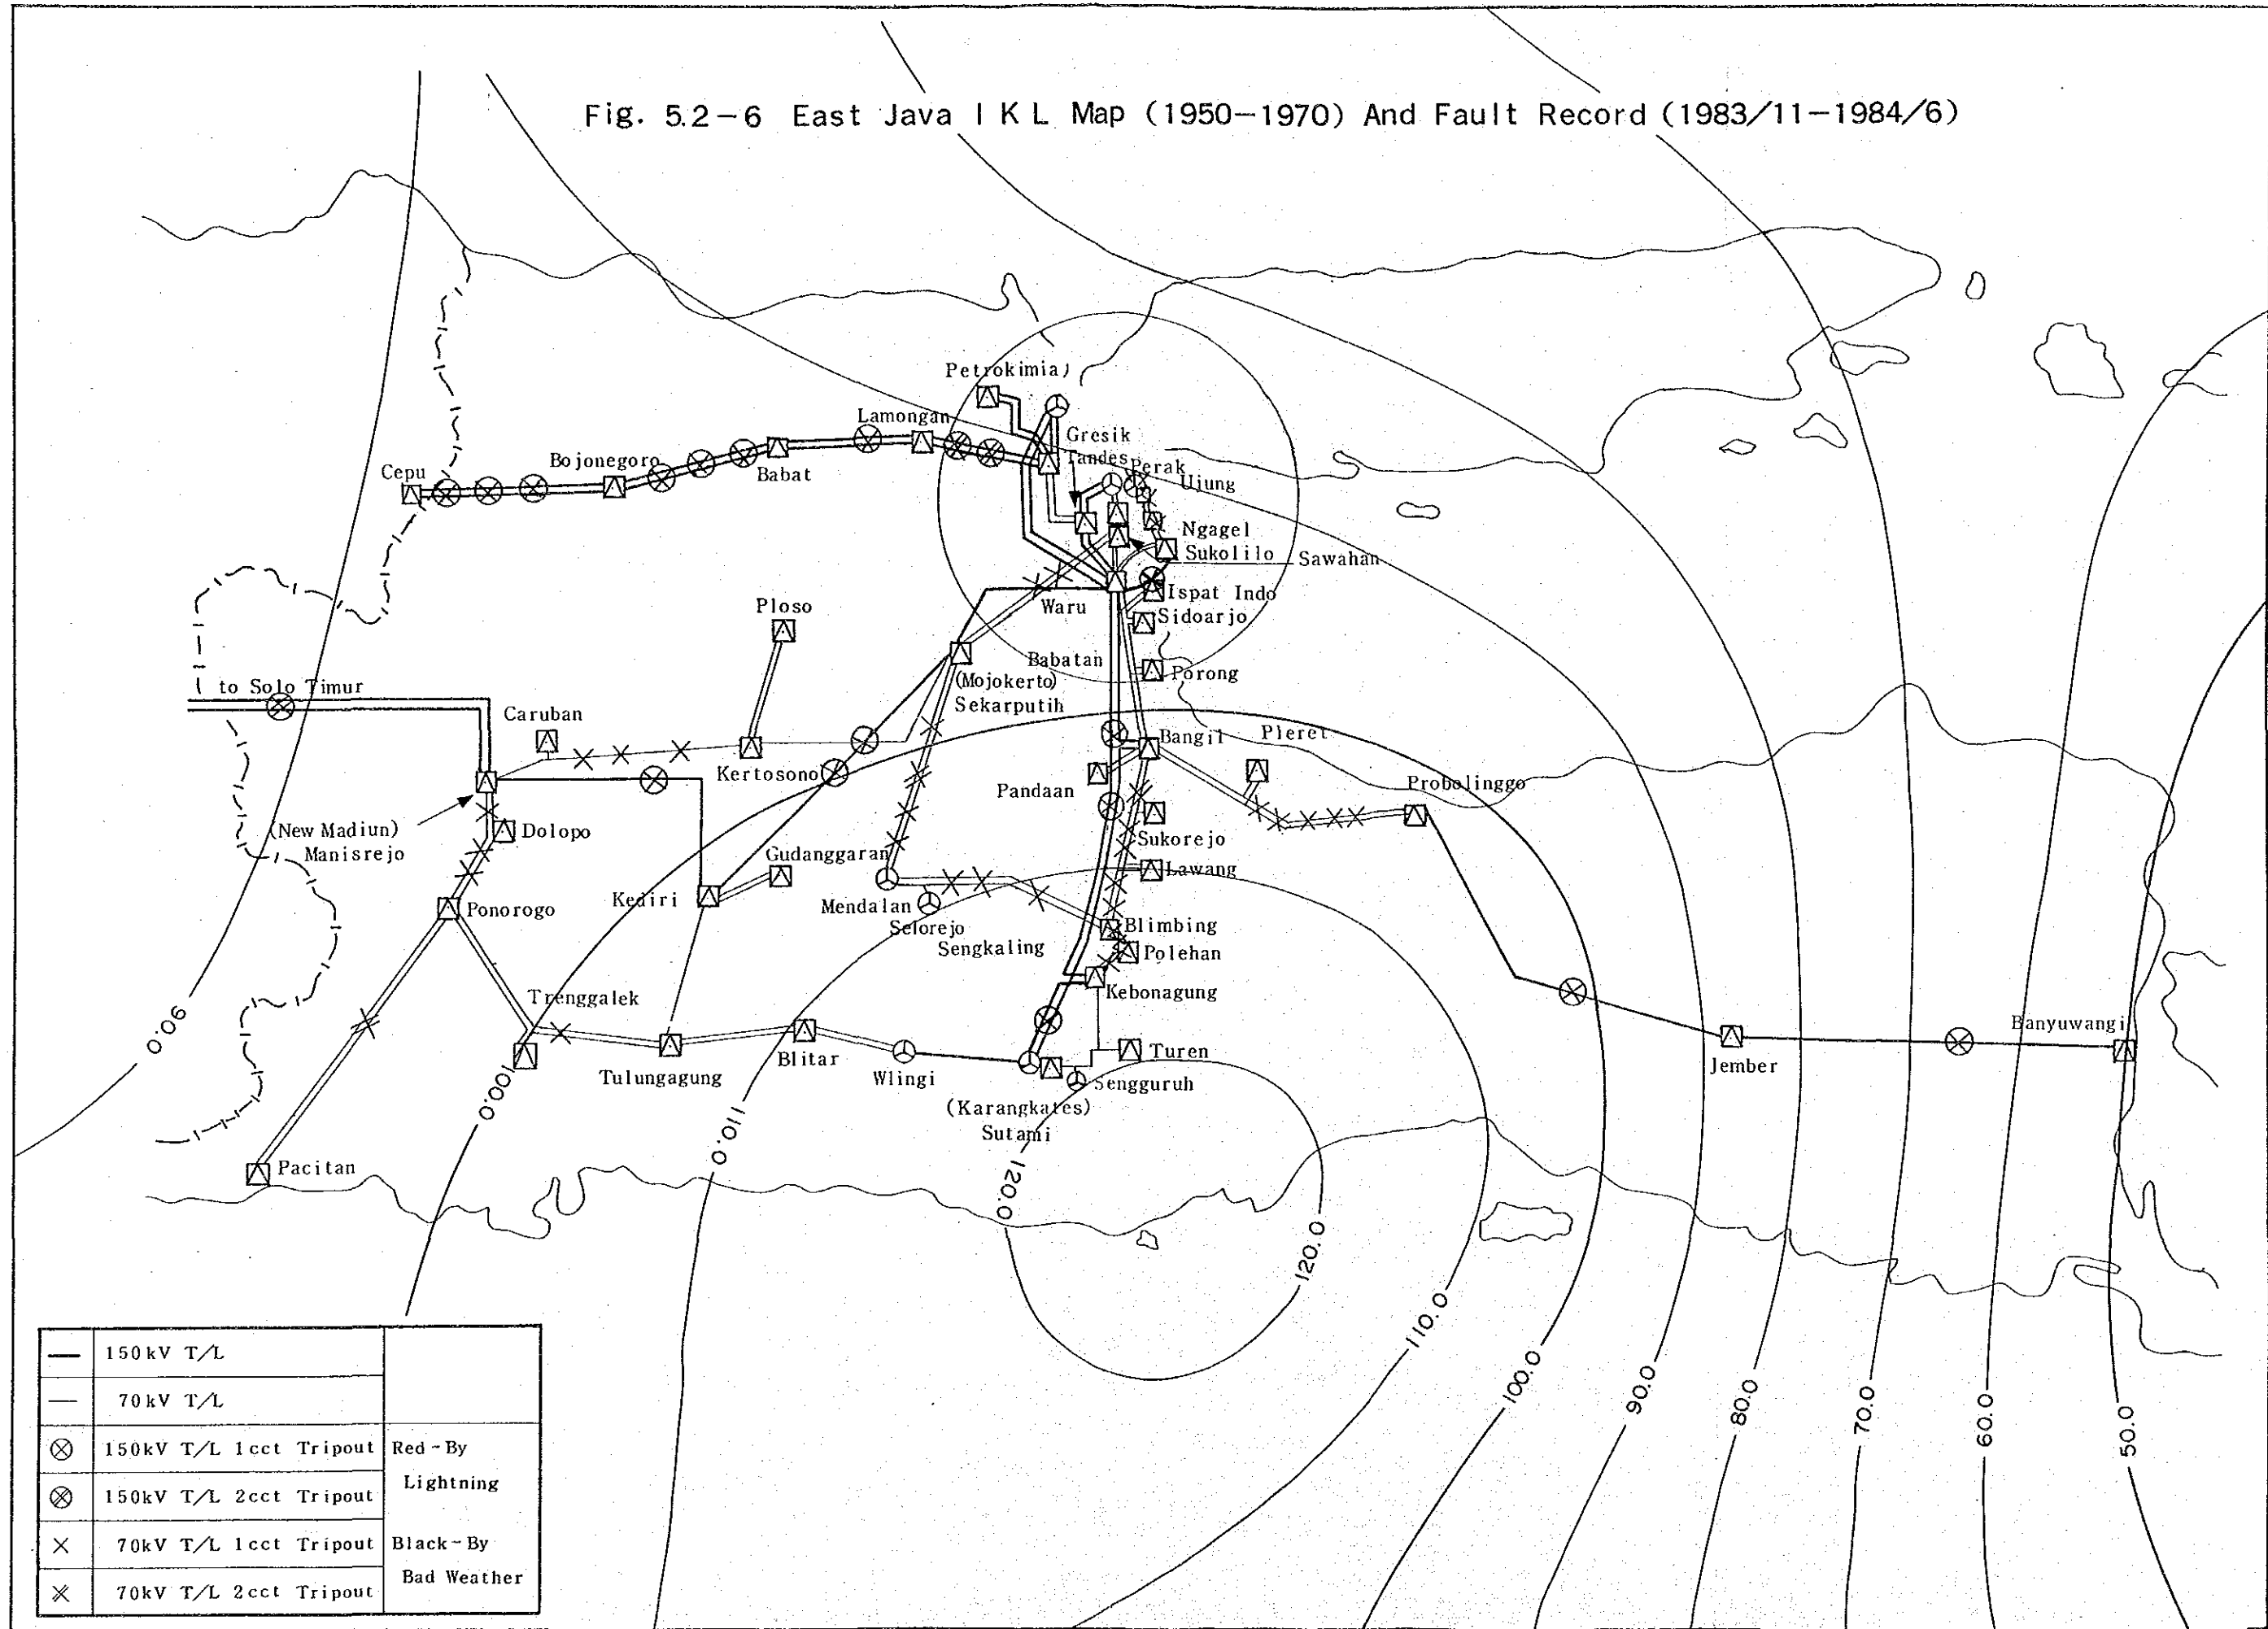 Fig. 5.2-6 East Java I K L Map (1950-1970) And Fault Record (1983/11-1984/6)
Petrokimia
Lamongan
Gresik
Tandes
Perak
Ujung
Cepu
Bojonegoro
Babat
Ngagel
Sukolilo
Sawahan
Ploso
Waru
Ispat Indo
Sidoarjo
Babatan
Porong
to Solo Timur
(Mojokerto)
Sekarputih
Caruban
Kertosono
Bangil
Pleret
Pandaan
Probolinggo
(New Madiun)
Manisrejo
Dolopo
Sukorejo
Gudanggaran
Lawang
Kediri
Mendalan
Selorejo
Sengkaling
Ponorogo
Blimbing
Polehan
Kebonagung
Trenggalek
Banyuwangi
Blitar
Turen
Tulungagung
Wlingi
Sengguruh
Jember
(Karangkates)
Sutami
Pacitan
90.0
100.0
110.0
120.0
120.0
110.0
100.0
90.0
80.0
70.0
60.0
50.0
150kV T/L
70kV T/L
150kV T/L 1cct Tripout
Red-By
Lightning
150kV T/L 2cct Tripout
70kV T/L 1cct Tripout
Black-By
Bad Weather
70kV T/L 2cct Tripout